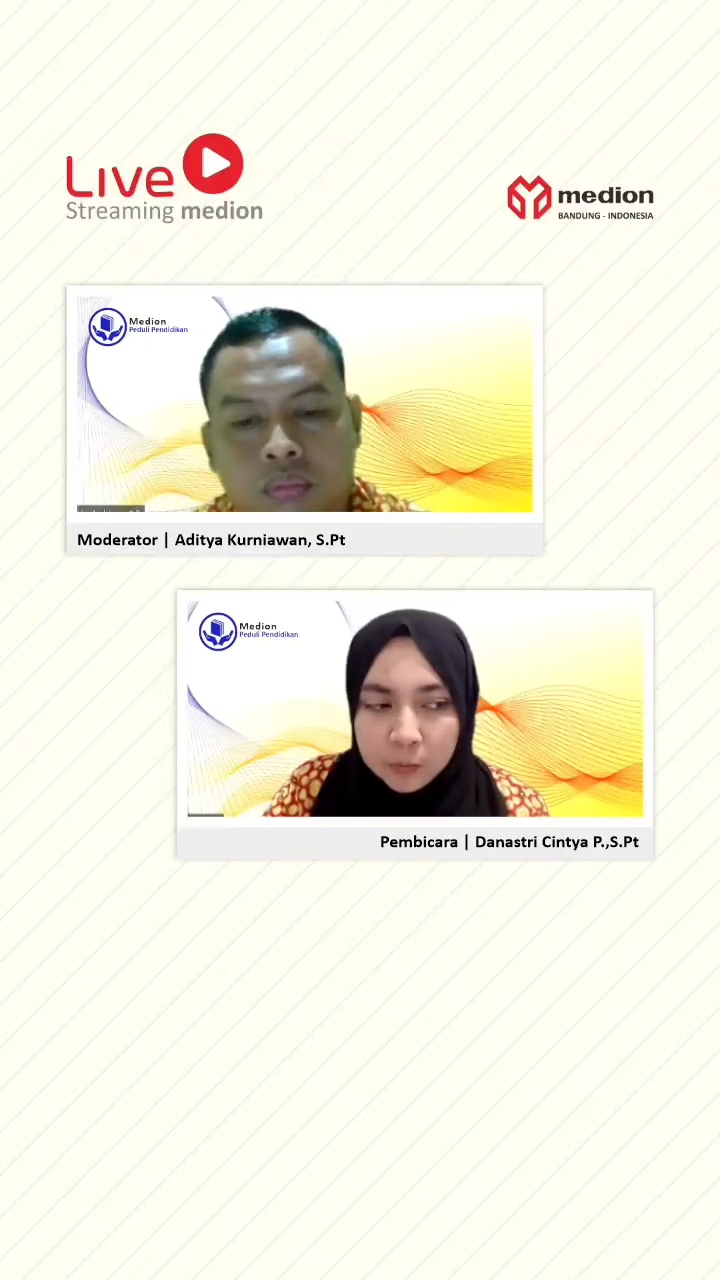 Live
Streaming medion
medion
BANDUNG - INDONESIA
Medion
Peduli Pendidikan
Moderator | Aditya Kurniawan, S.Pt
Medion
Peduli Pendidikan
Pembicara | Danastri Cintya P.,S.Pt